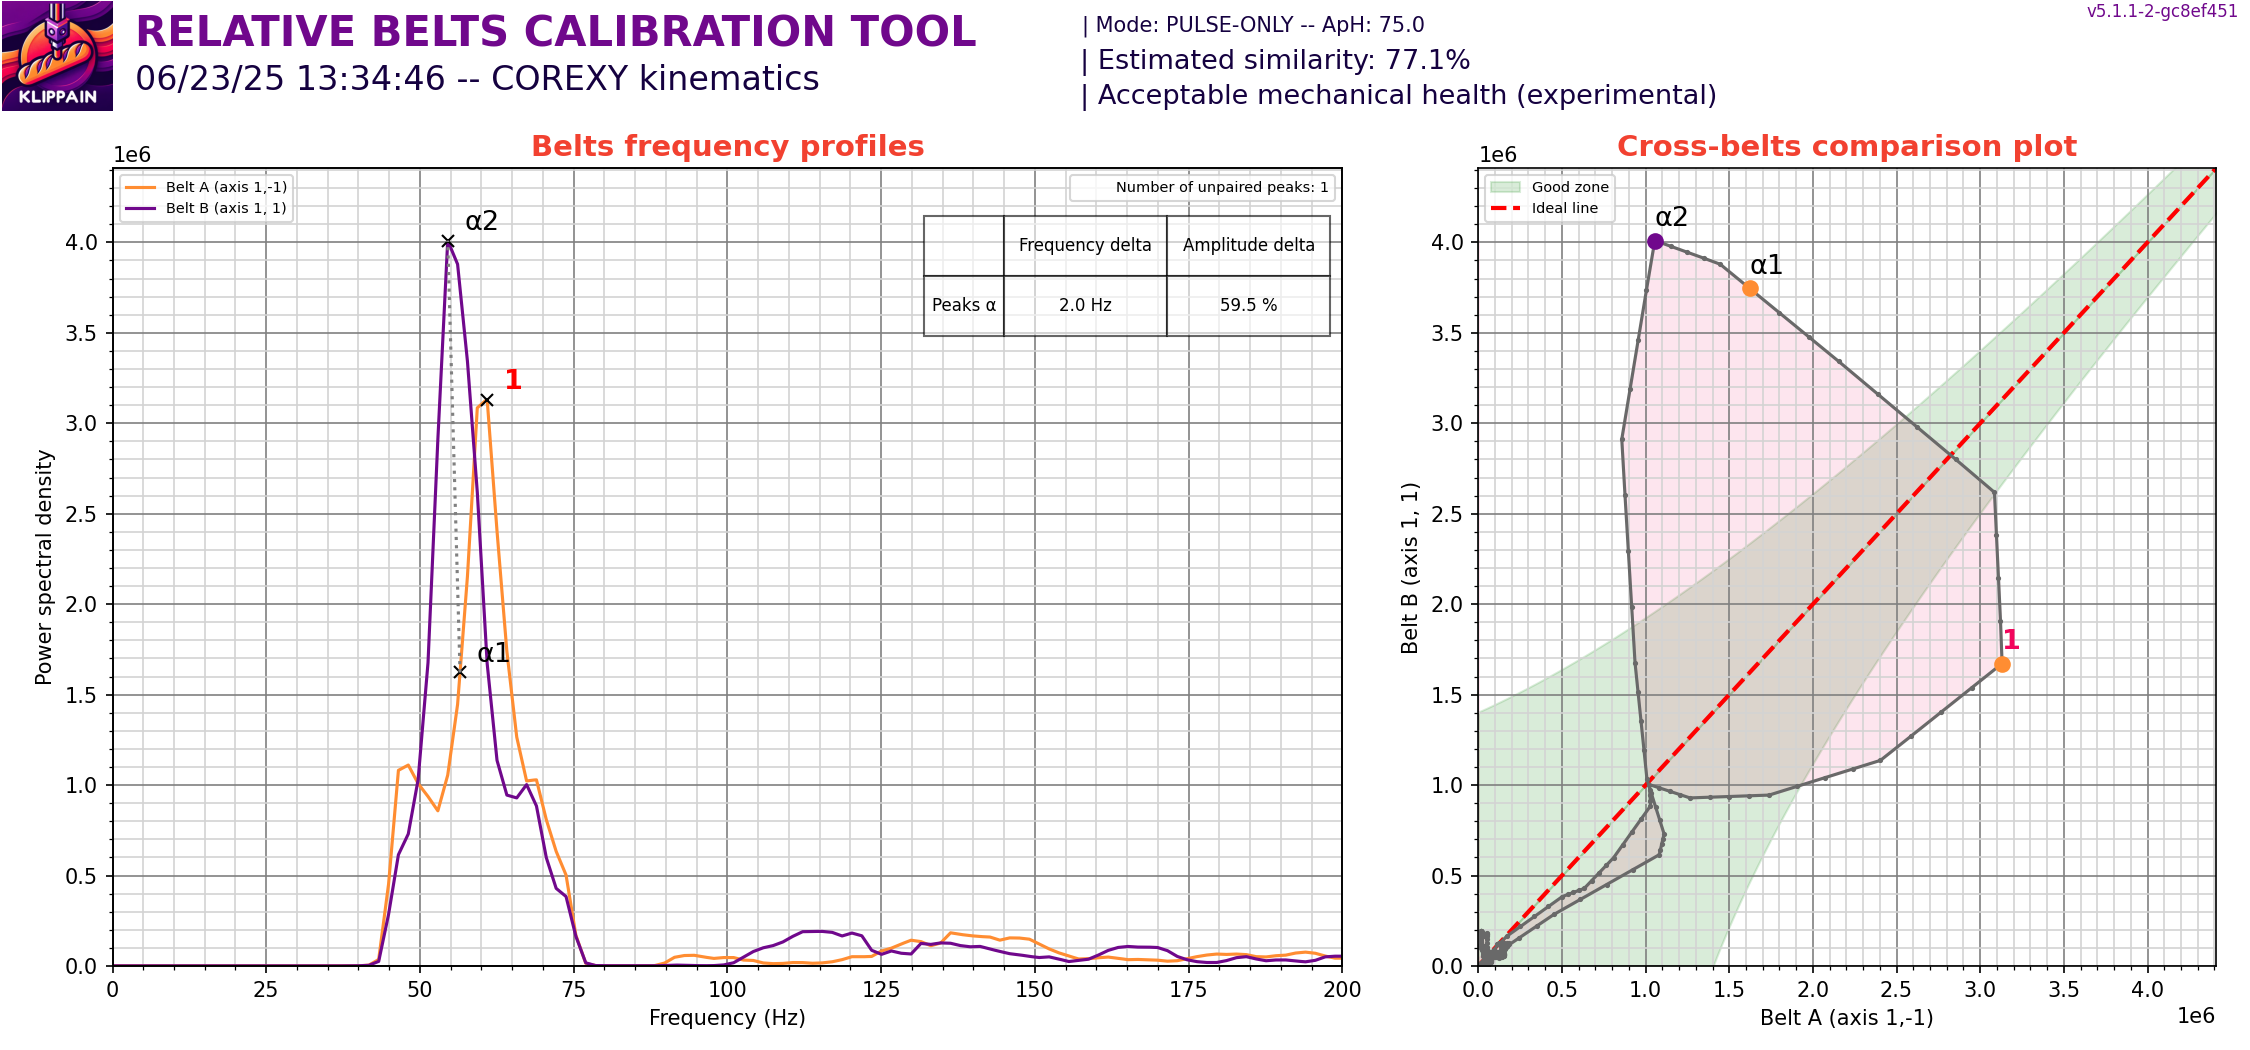 KLIPPAIN
RELATIVE BELTS CALIBRATION TOOL
06/23/25 13:34:46 -- COREXY kinematics
| Mode: PULSE-ONLY -- ApH: 75.0
| Estimated similarity: 77.1%
| Acceptable mechanical health (experimental)
v5.1.1-2-gc8ef451
Belts frequency profiles
1e6
Belt A (axis 1,-1)
Belt B (axis 1, 1)
Number of unpaired peaks: 1
Frequency delta Amplitude delta
Peaks α 2.0 Hz 59.5 %
α2
1
α1
4.0
3.5
3.0
2.5
2.0
1.5
1.0
0.5
0.0
Power spectral density
0 25 50 75 100 125 150 175 200
Frequency (Hz)
Cross-belts comparison plot
1e6
Good zone
Ideal line
α2
α1
1
4.0
3.5
3.0
2.5
2.0
1.5
1.0
0.5
0.0
Belt B (axis 1, 1)
0.0 0.5 1.0 1.5 2.0 2.5 3.0 3.5 4.0
Belt A (axis 1,-1)
1e6